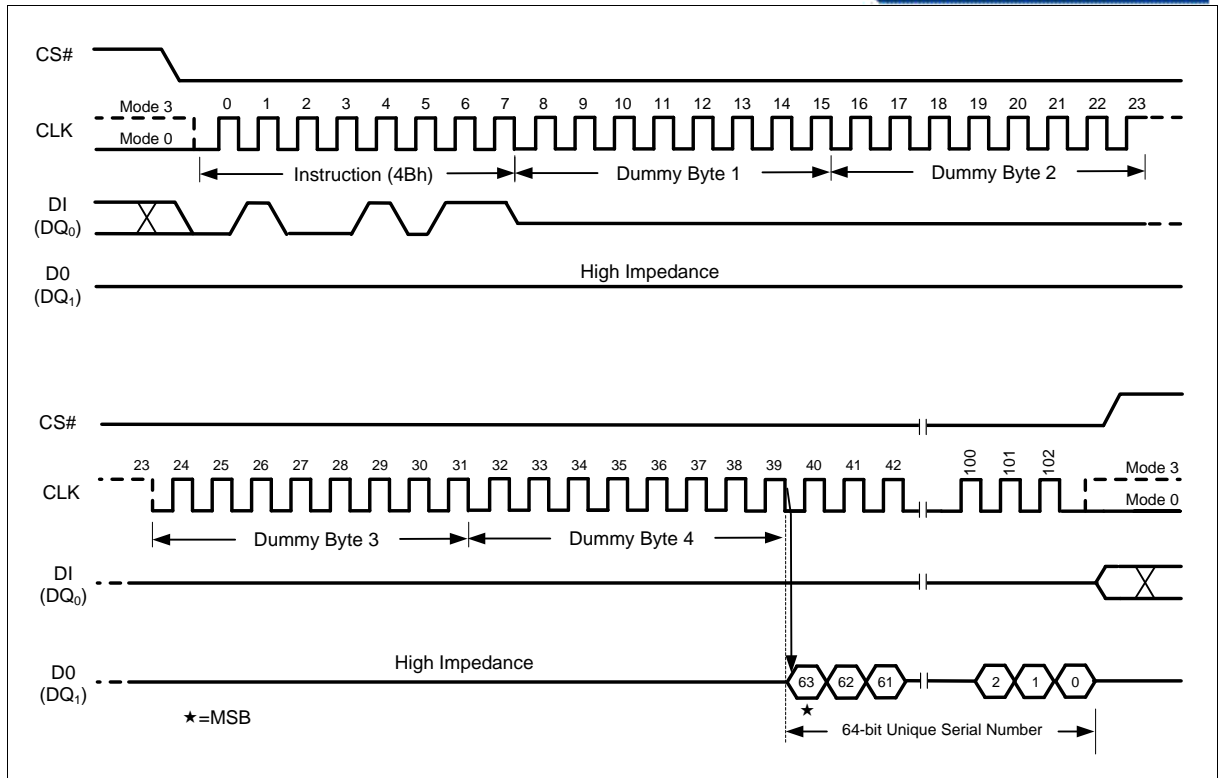 CS#
Mode 3 0 1 2 3 4 5 6 7 8 9 10 11 12 13 14 15 16 17 18 19 20 21 22 23
CLK
Mode 0
Instruction (4Bh) Dummy Byte 1 Dummy Byte 2
DI
(DQ0)
D0
(DQ1)
High Impedance
CS#
23 24 25 26 27 28 29 30 31 32 33 34 35 36 37 38 39 40 41 42 100 101 102 Mode 3
CLK
Mode 0
Dummy Byte 3 Dummy Byte 4
DI
(DQ0)
D0
(DQ1)
High Impedance
63 62 61 2 1 0
★=MSB
★
64-bit Unique Serial Number